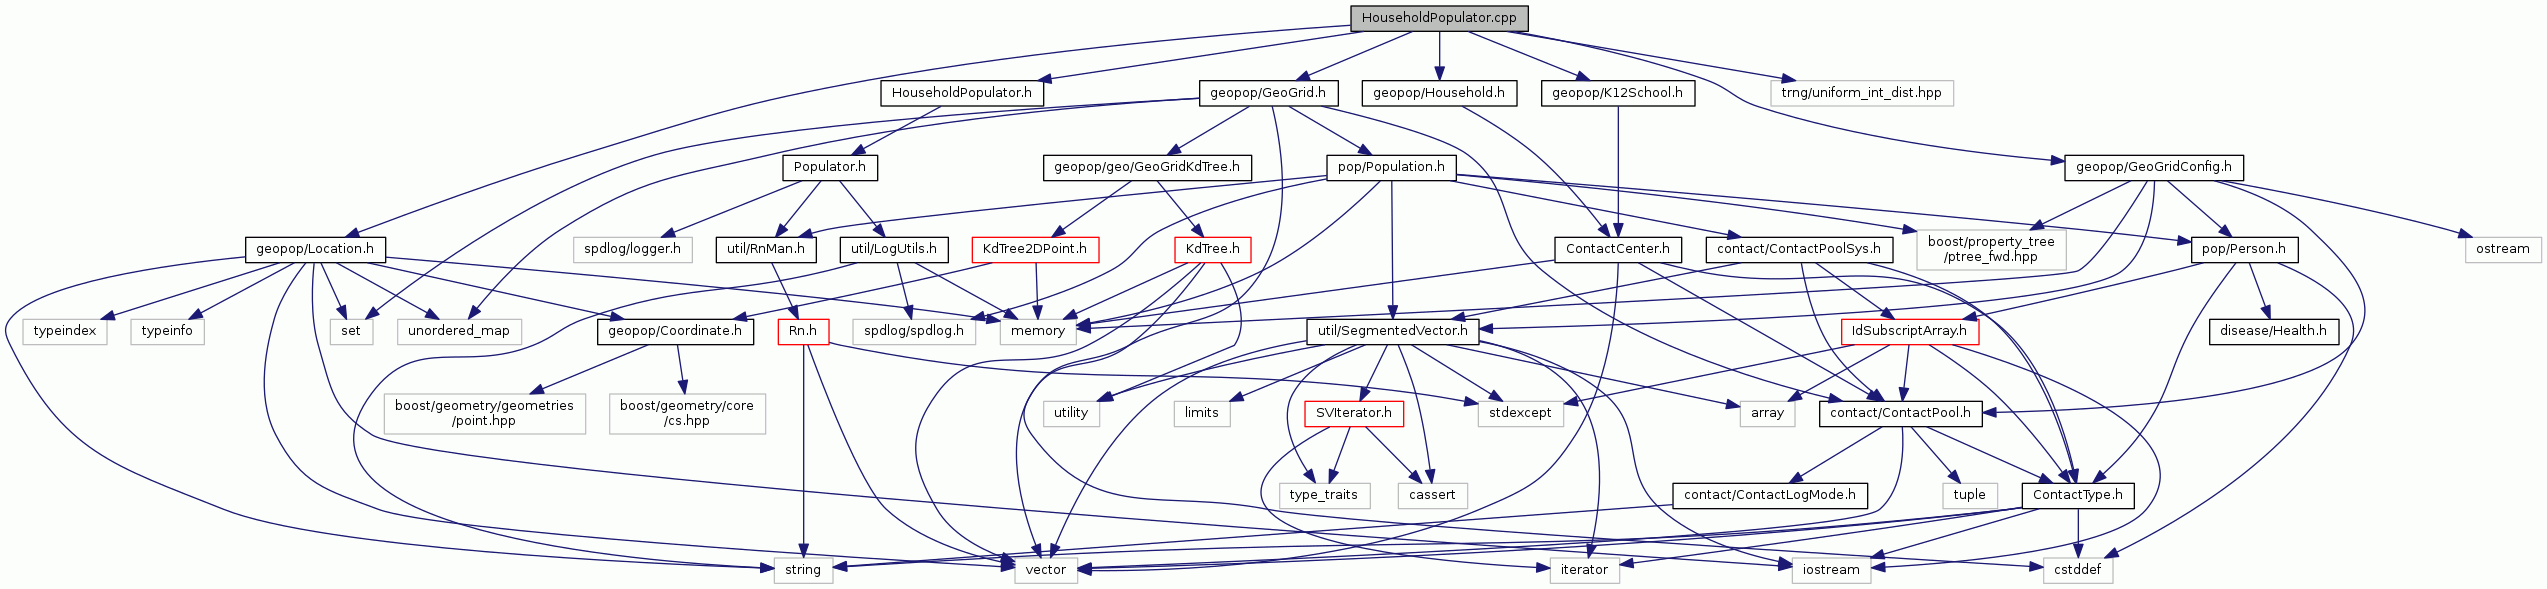 HouseholdPopulator.cpp
HouseholdPopulator.h
geopop/GeoGrid.h
geopop/Household.h
geopop/K12School.h
trng/uniform_int_dist.hpp
Populator.h
geopop/geo/GeoGridKdTree.h
pop/Population.h
geopop/GeoGridConfig.h
geopop/Location.h
spdlog/logger.h
util/RnMan.h
util/LogUtils.h
KdTree2DPoint.h
KdTree.h
ContactCenter.h
contact/ContactPoolSys.h
boost/property_tree
/ptree_fwd.hpp
pop/Person.h
ostream
typeindex
typeinfo
set
unordered_map
geopop/Coordinate.h
Rn.h
spdlog/spdlog.h
memory
util/SegmentedVector.h
IdSubscriptArray.h
disease/Health.h
boost/geometry/geometries
/point.hpp
boost/geometry/core
/cs.hpp
utility
limits
SVIterator.h
stdexcept
array
contact/ContactPool.h
type_traits
cassert
contact/ContactLogMode.h
tuple
ContactType.h
string
vector
iterator
iostream
cstddef